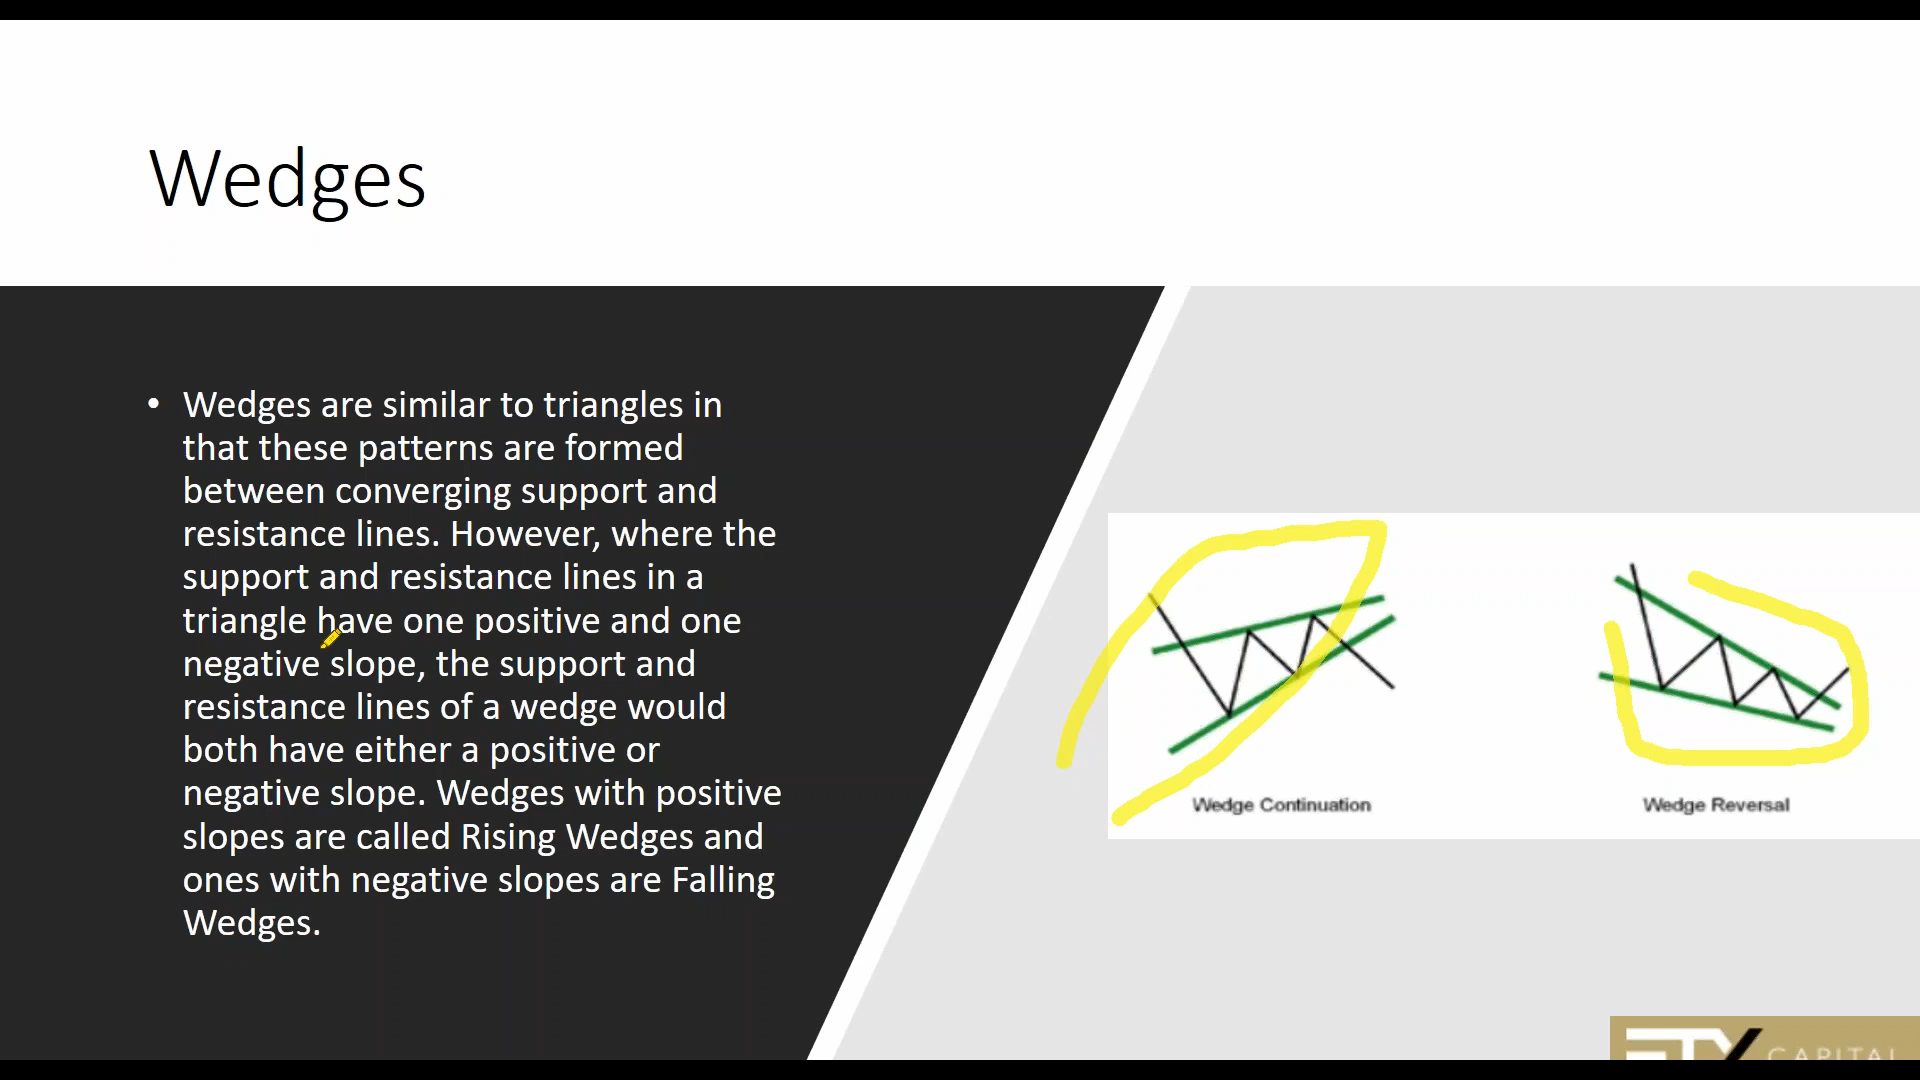 Wedges
• Wedges are similar to triangles in
that these patterns are formed
between converging support and
resistance lines. However, where the
support and resistance lines in a
triangle have one positive and one
negative slope, the support and
resistance lines of a wedge would
both have either a positive or
negative slope. Wedges with positive
slopes are called Rising Wedges and
ones with negative slopes are Falling
Wedges.
Wedge Continuation
Wedge Reversal
CAPITAL